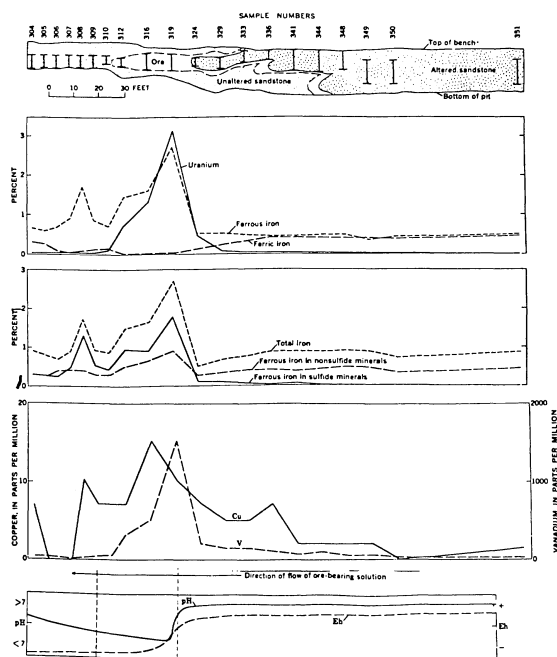 SAMPLE NUMBERS
304 305 306 307 308 309 310 312 316 319 324 329 333 336 341 344 348 349 350 351
Top of bench
Ore
Altered sandstone
Unaltered sandstone
0 10 20 30 FEET
Bottom of pit
3
2
1
0
PERCENT
Uranium
Ferrous iron
Ferric iron
3
2
1
0
PERCENT
Total iron
Ferrous iron in nonsulfide minerals
Ferrous iron in sulfide minerals
20
10
0
COPPER, IN PARTS PER MILLION
Cu
V
2000
1000
0
VANADIUM, IN PARTS PER MILLION
Direction of flow of ore-bearing solution
>7
pH
<7
pH
Eh
+
Eh
−